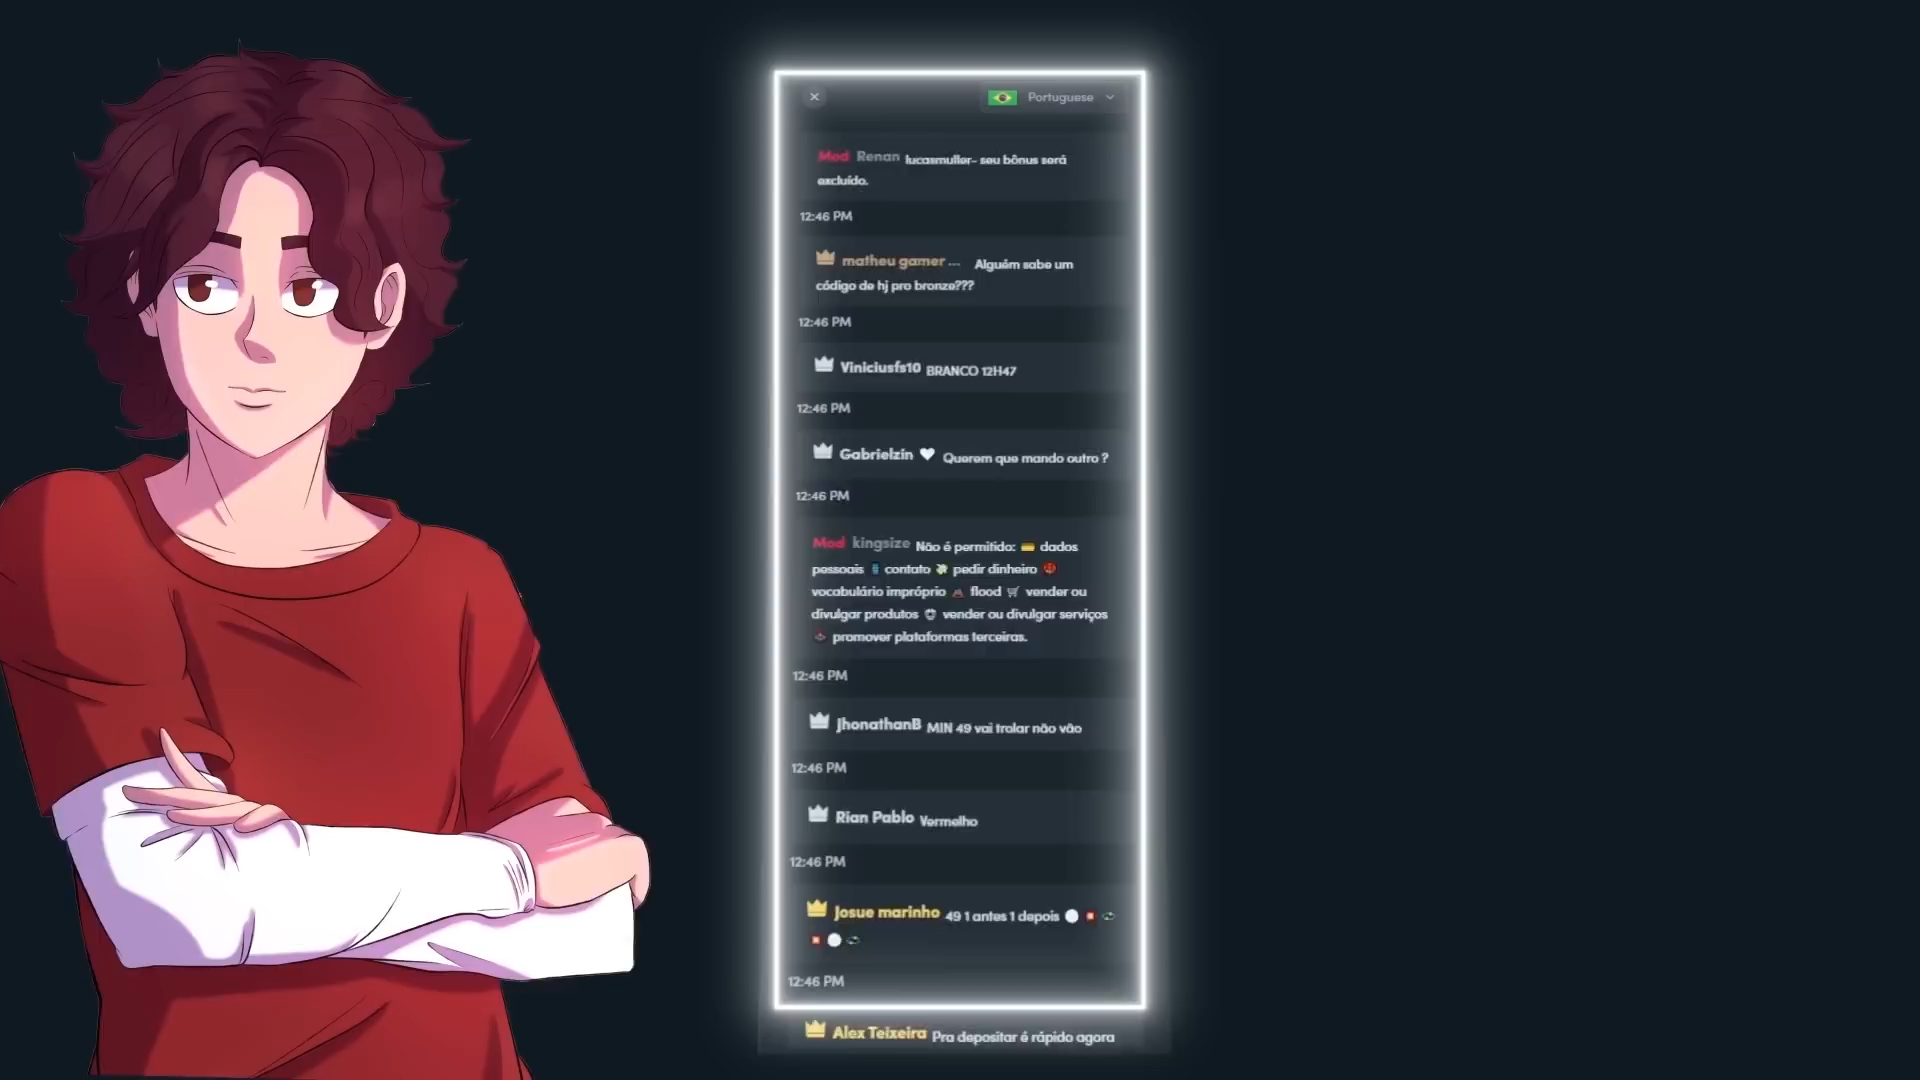 Portuguese
Mod Renan lucasmuller- seu bônus será
excluído.
12:46 PM
matheu gamer ... Alguém sabe um
código de hj pro bronze???
12:46 PM
Viniciusfs10 BRANCO 12H47
12:46 PM
Gabrielzin 🤍 Querem que mando outro ?
12:46 PM
Mod kingsize Não é permitido: 💳 dados
pessoais 📱 contato 💸 pedir dinheiro 🤬
vocabulário impróprio 🌋 flood 🛒 vender ou
divulgar produtos vender ou divulgar serviços
promover plataformas terceiras.
12:46 PM
JhonathanB MIN 49 vai trolar não vão
12:46 PM
Rian Pablo Vermelho
12:46 PM
Josue marinho 49 1 antes 1 depois
12:46 PM
Alex Teixeira Pra depositar é rápido agora